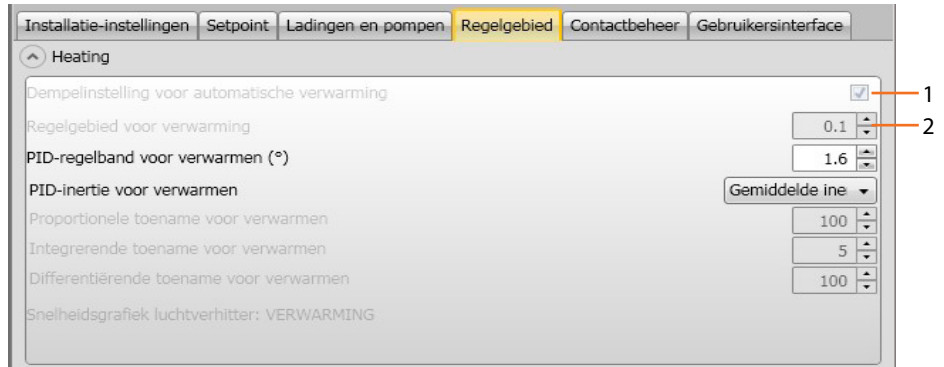 Installatie-instellingen Setpoint Ladingen en pompen Regelgebied Contactbeheer Gebruikersinterface
Heating
Dempelinstelling voor automatische verwarming 1
Regelgebied voor verwarming 0.1 2
PID-regelband voor verwarmen (°) 1.6
PID-inertie voor verwarmen Gemiddelde ine
Proportionele toename voor verwarmen 100
Integrerende toename voor verwarmen 5
Differentiërende toename voor verwarmen 100
Snelheidsgrafiek luchtverhitter: VERWARMING